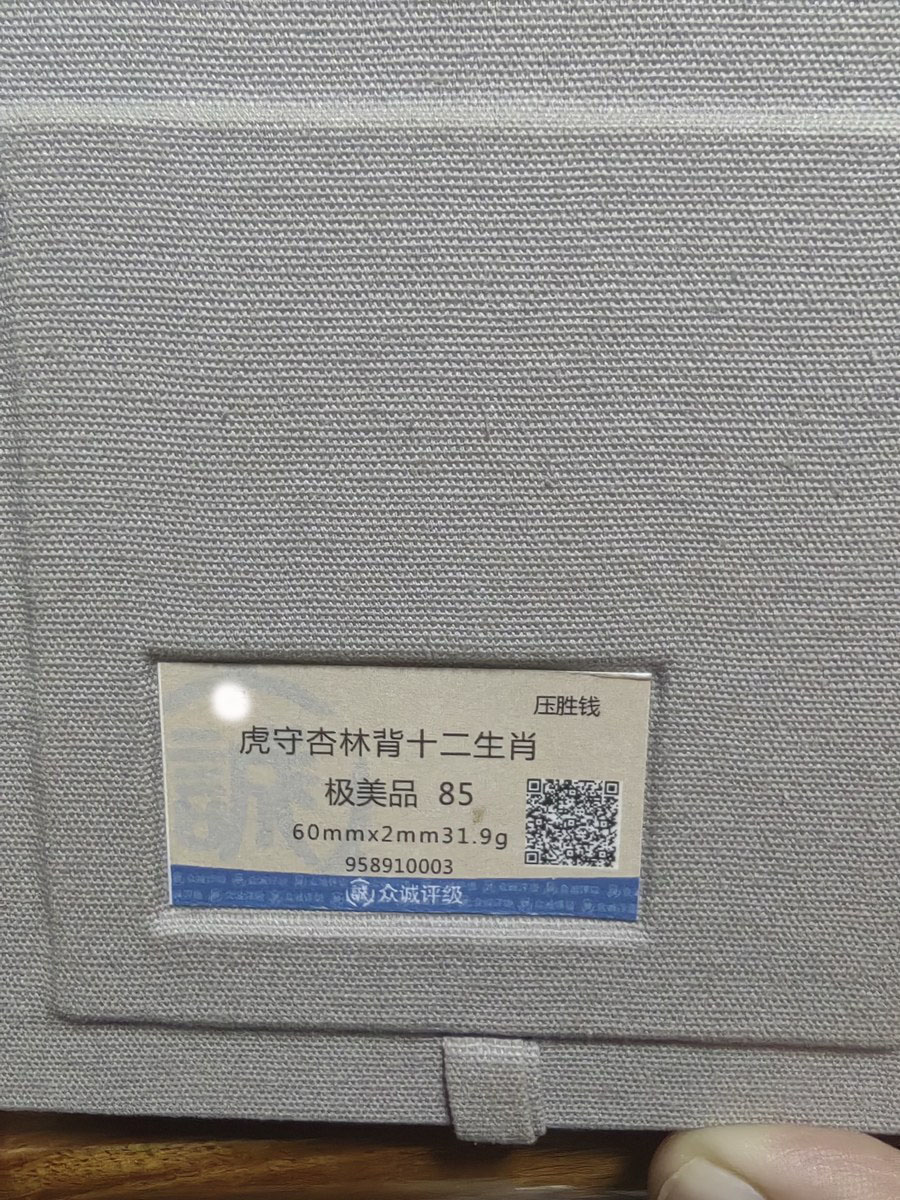 压胜钱
虎守杏林背十二生肖
极美品 85
60mmx2mm31.9g
958910003
众诚评级